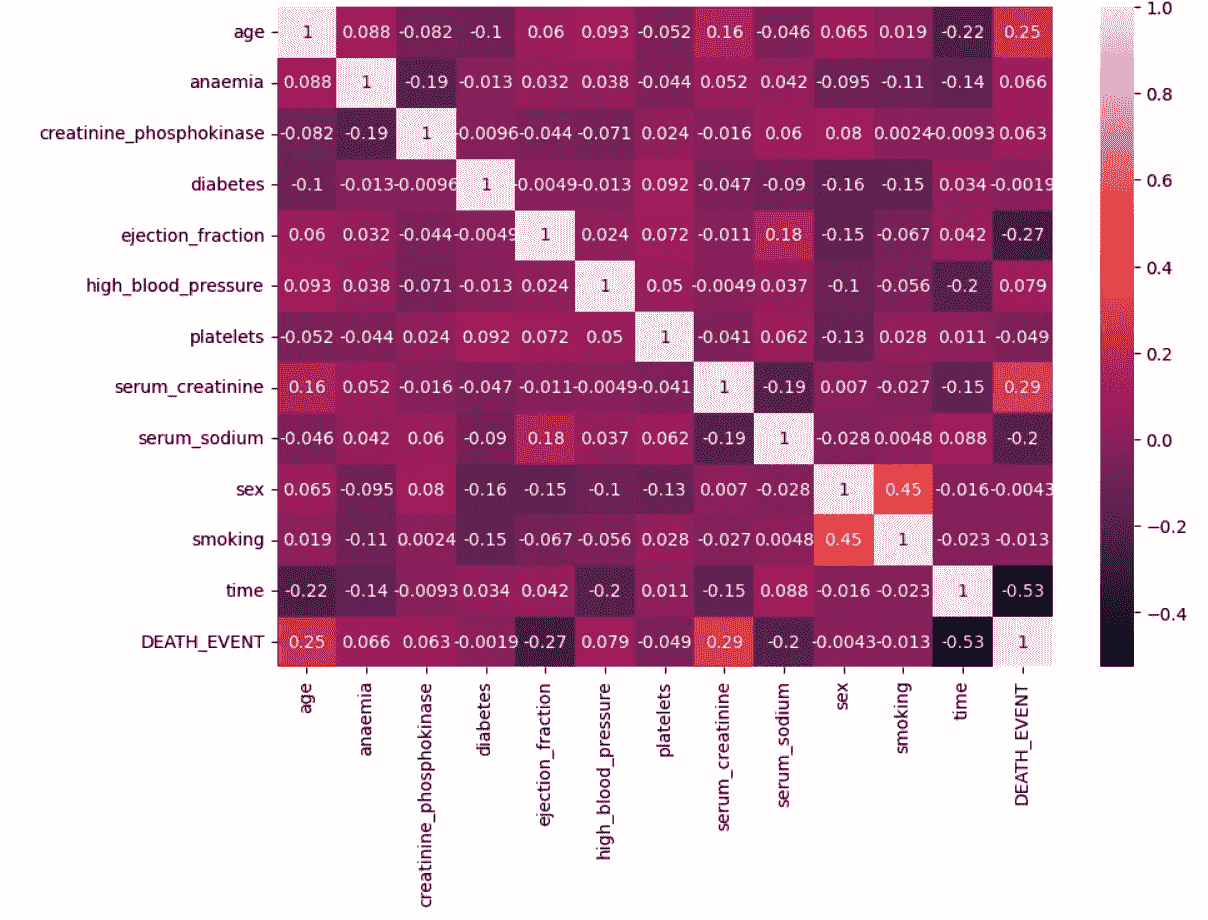 age 1 0.088 -0.082 -0.1 0.06 0.093 -0.052 0.16 -0.046 0.065 0.019 -0.22 0.25
anaemia 0.088 1 -0.19 -0.013 0.032 0.038 -0.044 0.052 0.042 -0.095 -0.11 -0.14 0.066
creatinine_phosphokinase -0.082 -0.19 1 -0.0096 -0.044 -0.071 0.024 -0.016 0.06 0.08 0.0024 -0.0093 0.063
diabetes -0.1 -0.013 -0.0096 1 -0.0049 -0.013 0.092 -0.047 -0.09 -0.16 -0.15 0.034 -0.0019
ejection_fraction 0.06 0.032 -0.044 -0.0049 1 0.024 0.072 -0.011 0.18 -0.15 -0.067 0.042 -0.27
high_blood_pressure 0.093 0.038 -0.071 -0.013 0.024 1 0.05 -0.0049 0.037 -0.1 -0.056 -0.2 0.079
platelets -0.052 -0.044 0.024 0.092 0.072 0.05 1 -0.041 0.062 -0.13 0.028 0.011 -0.049
serum_creatinine 0.16 0.052 -0.016 -0.047 -0.011 -0.0049 -0.041 1 -0.19 0.007 -0.027 -0.15 0.29
serum_sodium -0.046 0.042 0.06 -0.09 0.18 0.037 0.062 -0.19 1 -0.028 0.0048 0.088 -0.2
sex 0.065 -0.095 0.08 -0.16 -0.15 -0.1 -0.13 0.007 -0.028 1 0.45 -0.016 -0.0043
smoking 0.019 -0.11 0.0024 -0.15 -0.067 -0.056 0.028 -0.027 0.0048 0.45 1 -0.023 -0.013
time -0.22 -0.14 -0.0093 0.034 0.042 -0.2 0.011 -0.15 0.088 -0.016 -0.023 1 -0.53
DEATH_EVENT 0.25 0.066 0.063 -0.0019 -0.27 0.079 -0.049 0.29 -0.2 -0.0043 -0.013 -0.53 1
age
anaemia
creatinine_phosphokinase
diabetes
ejection_fraction
high_blood_pressure
platelets
serum_creatinine
serum_sodium
sex
smoking
time
DEATH_EVENT
1.0
0.8
0.6
0.4
0.2
0.0
−0.2
−0.4